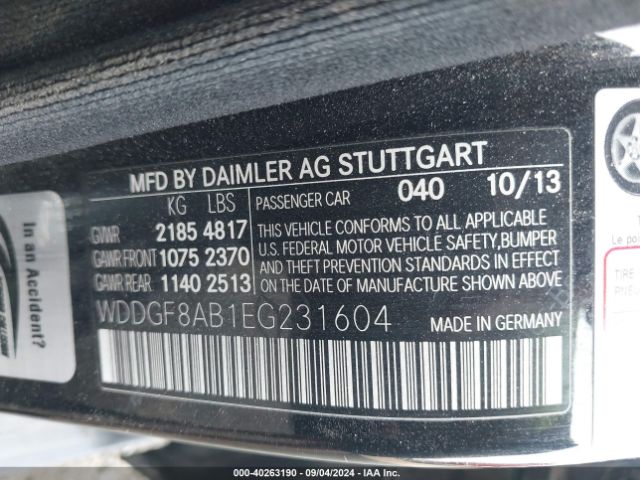 MFD BY DAIMLER AG STUTTGART
KG LBS
GVWR 2185 4817
GAWR FRONT 1075 2370
GAWR REAR 1140 2513
PASSENGER CAR 040 10/13
THIS VEHICLE CONFORMS TO ALL APPLICABLE
U.S. FEDERAL MOTOR VEHICLE SAFETY,BUMPER
AND THEFT PREVENTION STANDARDS IN EFFECT
ON THE DATE OF MANUFACTURE SHOWN ABOVE.
WDDGF8AB1EG231604
MADE IN GERMANY
In an Accident?
Le
TIRE
PNEU
000-40263190 - 09/04/2024 - IAA Inc.